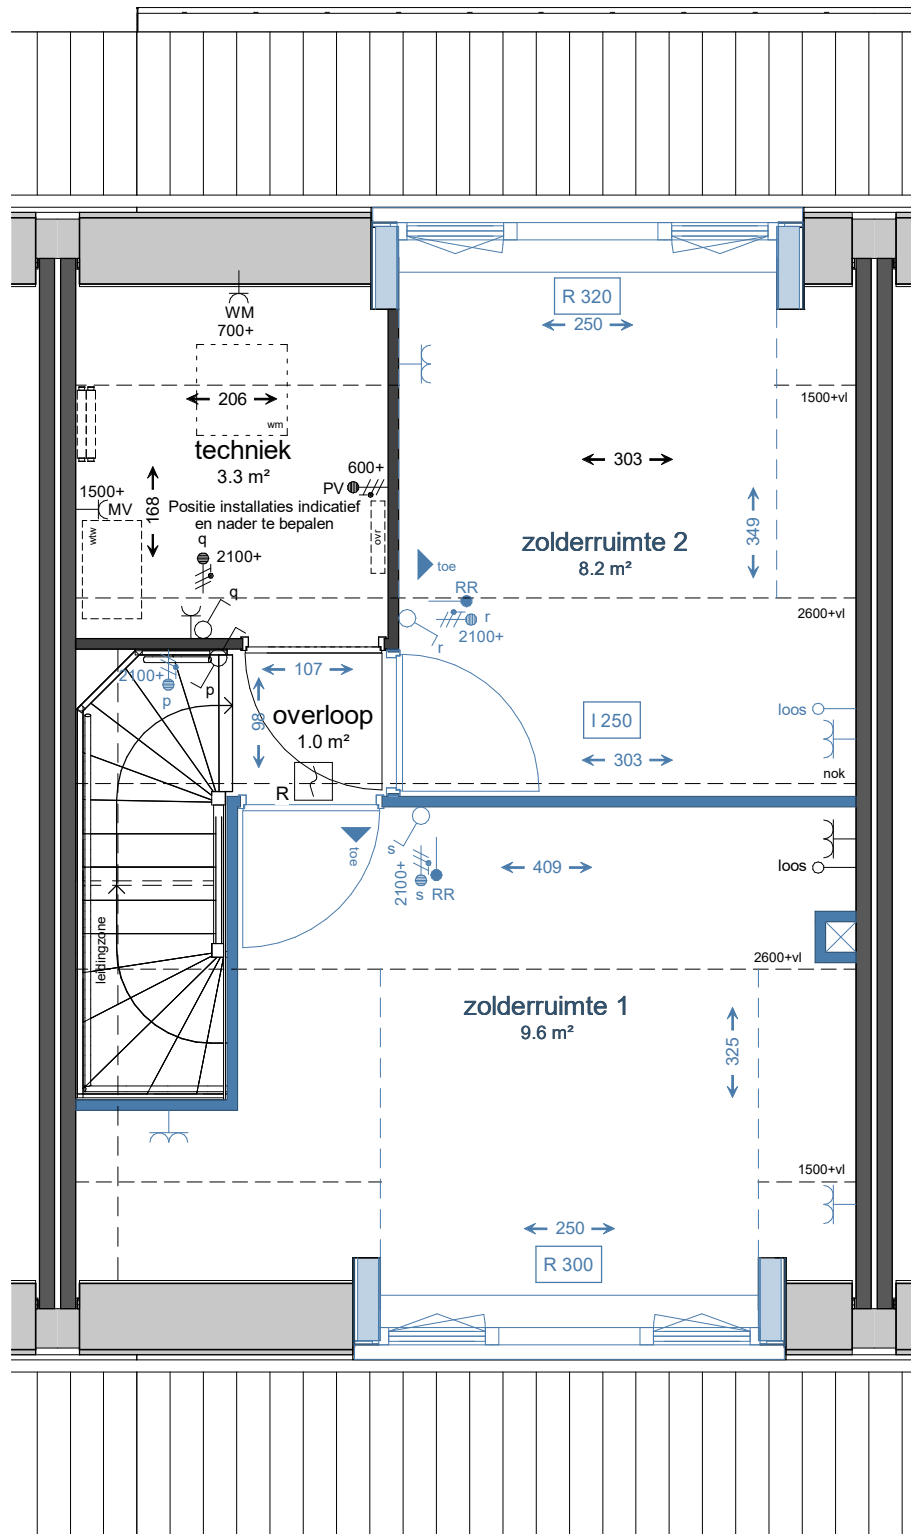 R 320
250
WM
700+
206
wm
1500+vl
techniek
3.3 m²
303
600+
PV
1500+
MV
168
Positie installaties indicatief
en nader te bepalen
wtw
ovr
349
q
2100+
zolderruimte 2
8.2 m²
toe
RR
q
r
2100+
r
2600+vl
107
2100+
p
p
98
overloop
1.0 m²
loos
I 250
303
nok
R
toe
s
2100+
s
RR
409
loos
leidingzone
2600+vl
zolderruimte 1
9.6 m²
325
1500+vl
250
R 300